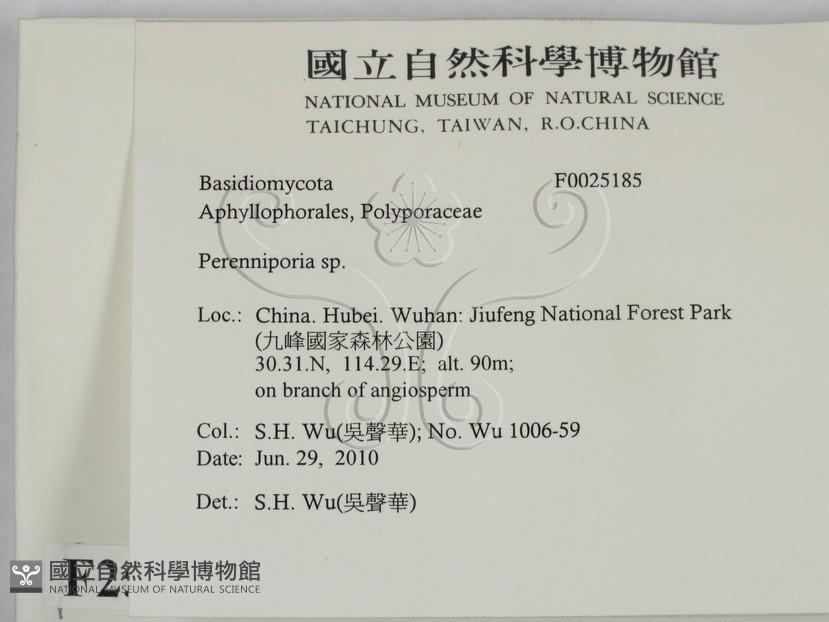 國立自然科學博物館
NATIONAL MUSEUM OF NATURAL SCIENCE
TAICHUNG, TAIWAN, R.O.CHINA
Basidiomycota F0025185
Aphyllophorales, Polyporaceae
Perenniporia sp.
Loc.: China. Hubei. Wuhan: Jiufeng National Forest Park
(九峰國家森林公園)
30.31.N, 114.29.E; alt. 90m;
on branch of angiosperm
Col.: S.H. Wu(吳聲華); No. Wu 1006-59
Date: Jun. 29, 2010
Det.: S.H. Wu(吳聲華)
國立自然科學博物館
NATIONAL MUSEUM OF NATURAL SCIENCE